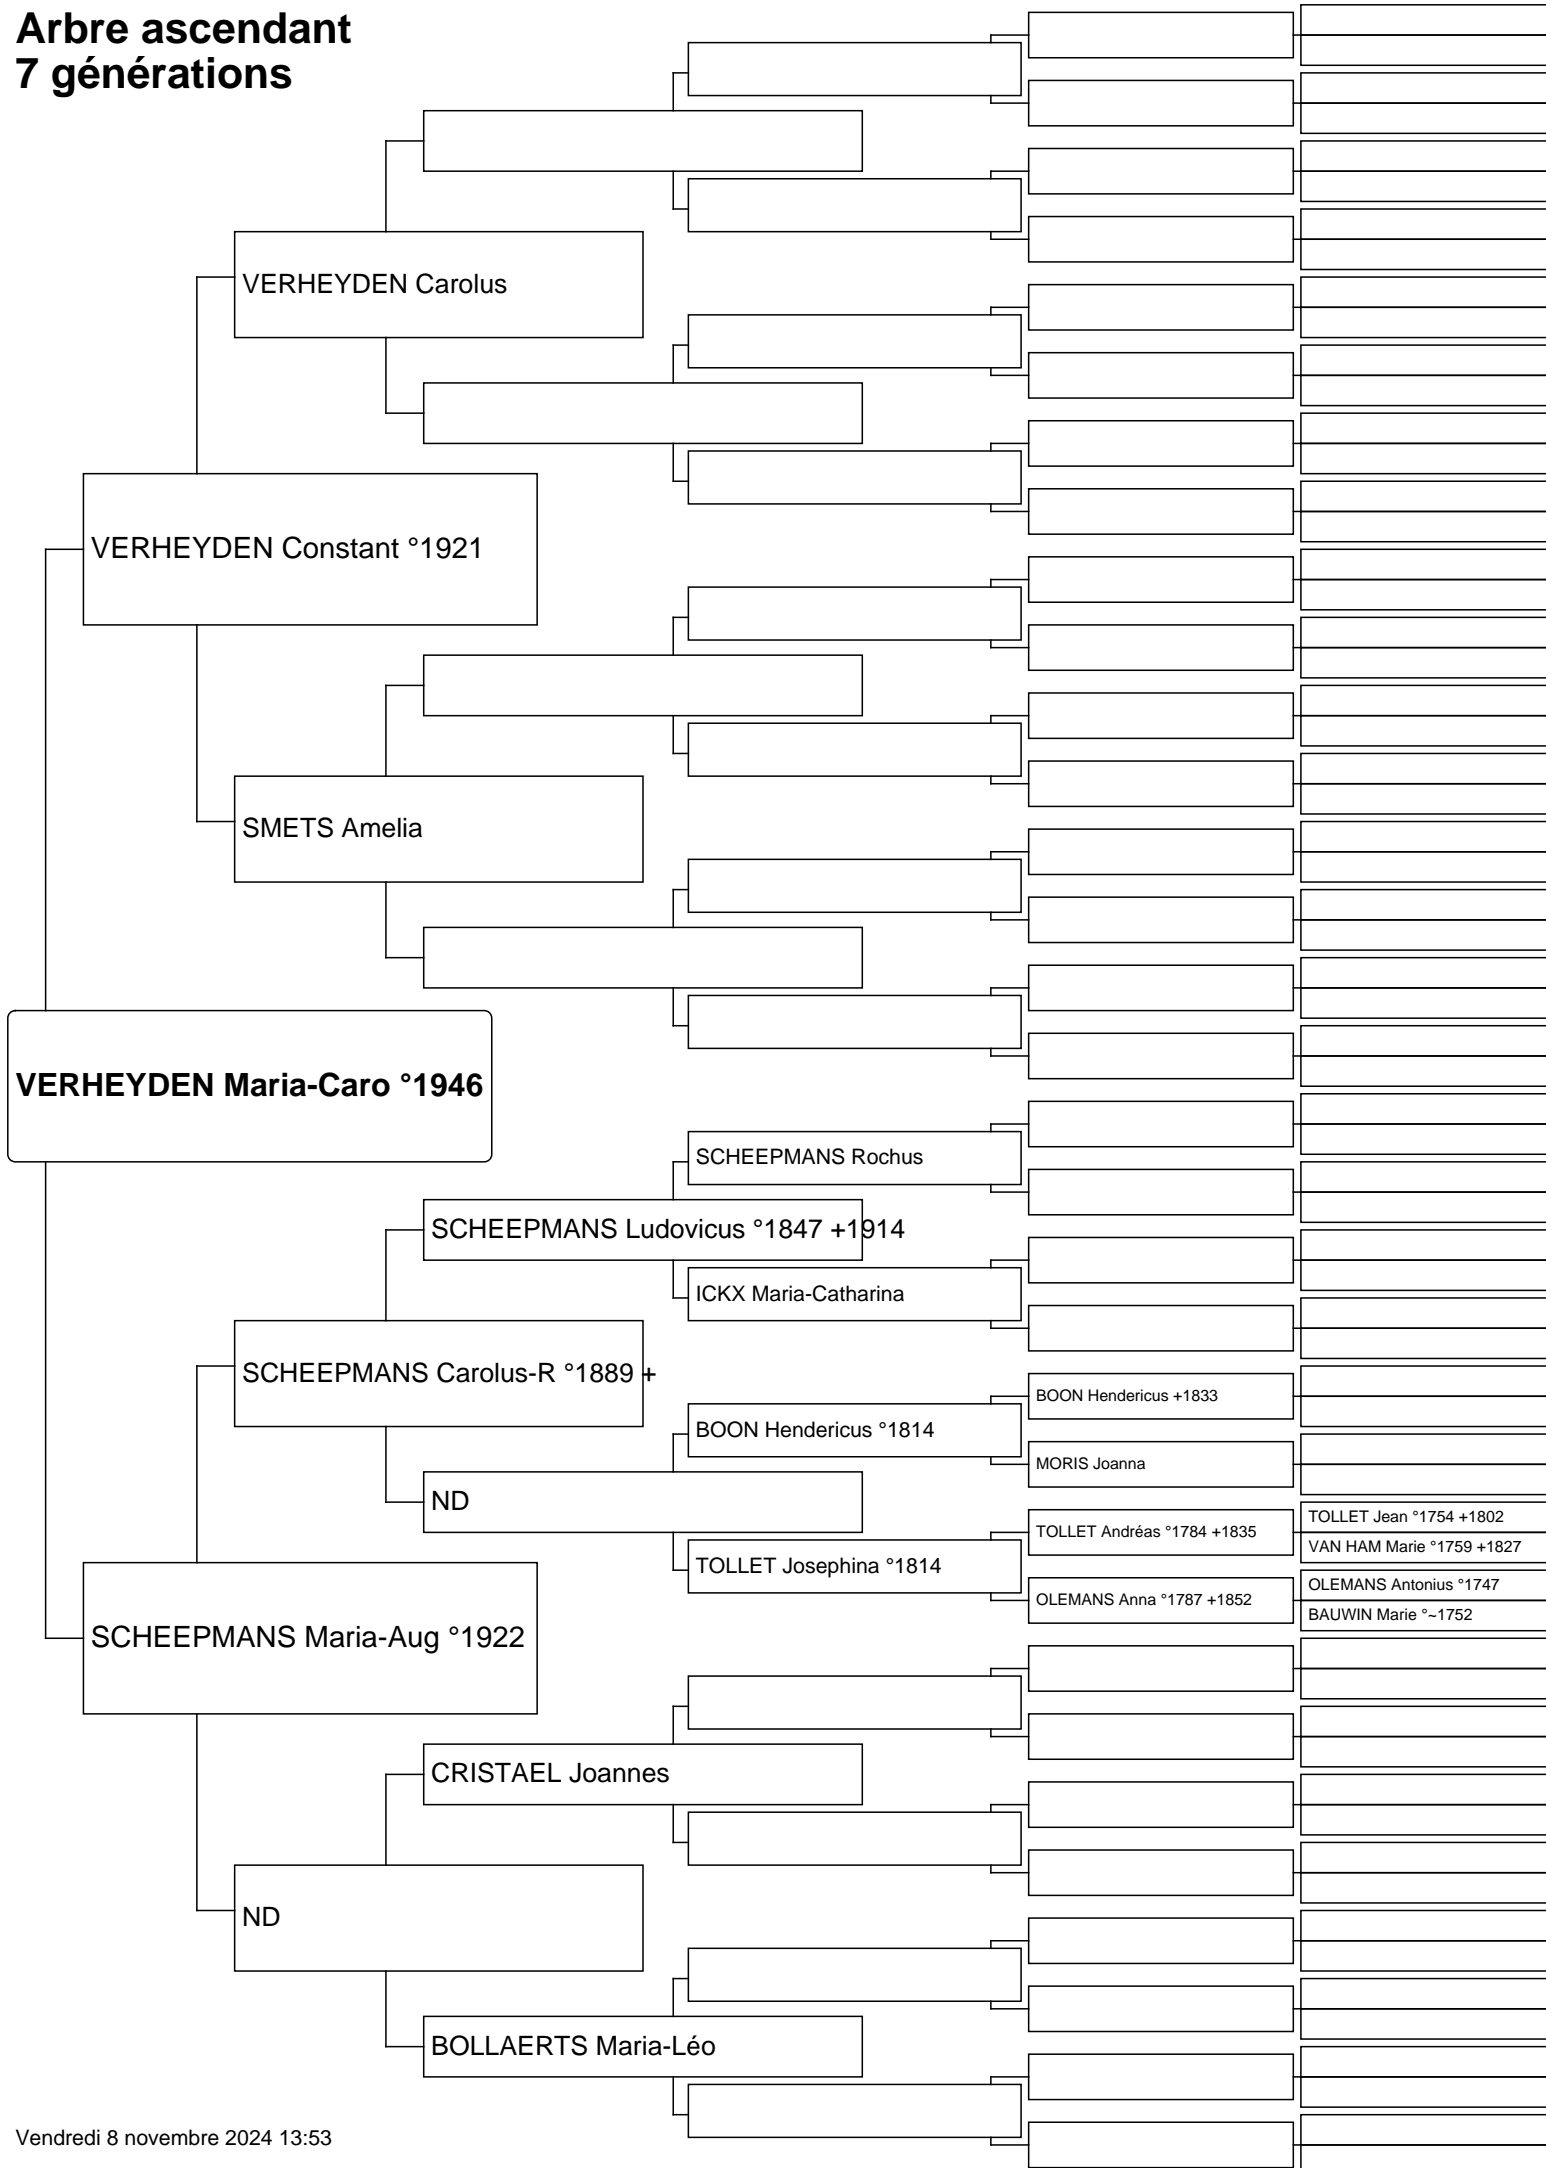 Arbre ascendant
7 générations
VERHEYDEN Carolus
VERHEYDEN Constant °1921
SMETS Amelia
VERHEYDEN Maria-Caro °1946
SCHEEPMANS Rochus
SCHEEPMANS Ludovicus °1847 +1914
ICKX Maria-Catharina
SCHEEPMANS Carolus-R °1889 +
BOON Hendericus +1833
BOON Hendericus °1814
MORIS Joanna
ND
TOLLET Jean °1754 +1802
TOLLET Andréas °1784 +1835
VAN HAM Marie °1759 +1827
TOLLET Josephina °1814
OLEMANS Antonius °1747
OLEMANS Anna °1787 +1852
BAUWIN Marie °~1752
SCHEEPMANS Maria-Aug °1922
CRISTAEL Joannes
ND
BOLLAERTS Maria-Léo
Vendredi 8 novembre 2024 13:53